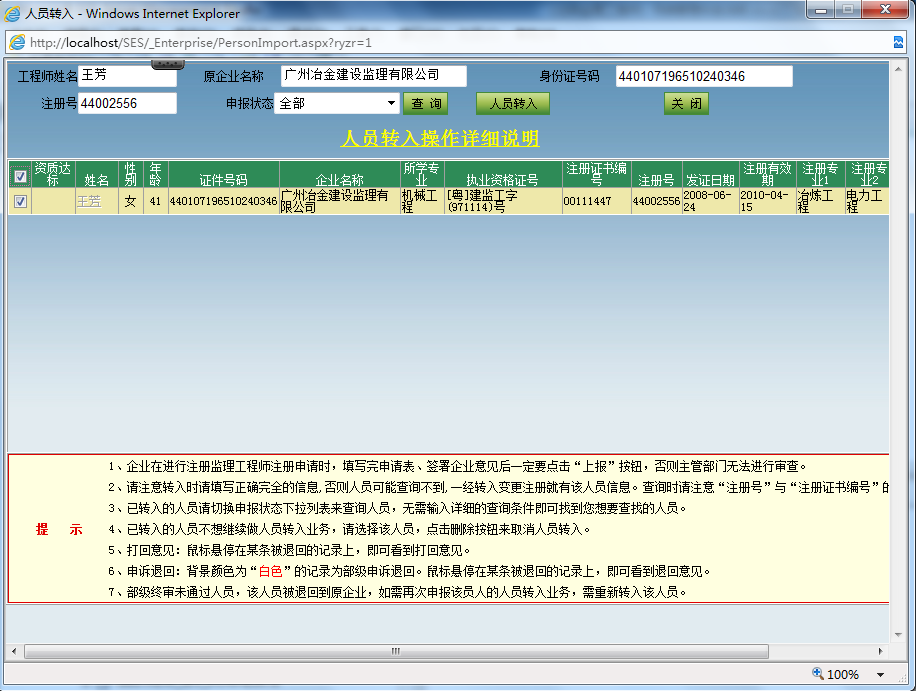 人员转入 - Windows Internet Explorer
http://localhost/SES/_Enterprise/PersonImport.aspx?ryzr=1
工程师姓名 王芳 原企业名称 广州冶金建设监理有限公司 身份证号码 440107196510240346
注册号 44002556 申报状态 全部 查 询 人员转入 关 闭
人员转入操作详细说明
资质达标 姓名 性别 年龄 证件号码 企业名称 所学专业 执业资格证号 注册证书编号 注册号 发证日期 注册有效期 注册专业1 注册专业2
王芳 女 41 440107196510240346 广州冶金建设监理有限公司 机械工程 [粤]建监工字(971114)号 00111447 44002556 2008-06-24 2010-04-15 冶炼工程 电力工程
提 示
1、企业在进行注册监理工程师注册申请时，填写完申请表、签署企业意见后一定要点击“上报”按钮，否则主管部门无法进行审查。
2、请注意转入时请填写正确完全的信息,否则人员可能查询不到,一经转入变更注册就有该人员信息。查询时请注意“注册号”与“注册证书编号”的
3、已转入的人员请切换申报状态下拉列表来查询人员，无需输入详细的查询条件即可找到您想要查找的人员。
4、已转入的人员不想继续做人员转入业务，请选择该人员，点击删除按钮来取消人员转入。
5、打回意见：鼠标悬停在某条被退回的记录上，即可看到打回意见。
6、申诉退回：背景颜色为“白色”的记录为部级申诉退回。鼠标悬停在某条被退回的记录上，即可看到退回意见。
7、部级终审未通过人员，该人员被退回到原企业，如需再次申报该员人的人员转入业务，需重新转入该人员。
100%